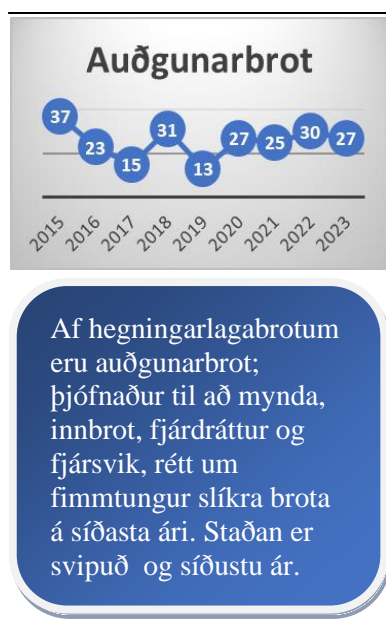 Auðgunarbrot
37
23
15
31
13
27
25
30
27
2015
2016
2017
2018
2019
2020
2021
2022
2023
Af hegningarlagabrotum
eru auðgunarbrot;
þjófnaður til að mynda,
innbrot, fjárdráttur og
fjársvik, rétt um
fimmtungur slíkra brota
á síðasta ári. Staðan er
svipuð og síðustu ár.